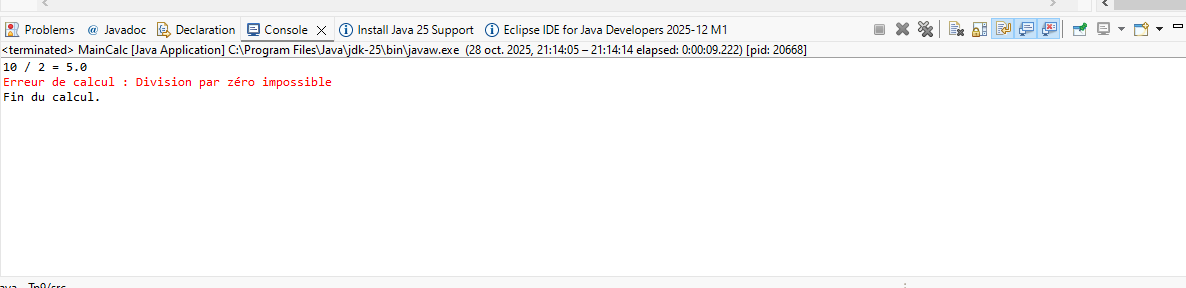 Problems @ Javadoc Declaration Console Install Java 25 Support Eclipse IDE for Java Developers 2025-12 M1
<terminated> MainCalc [Java Application] C:\Program Files\Java\jdk-25\bin\javaw.exe (28 oct. 2025, 21:14:05 – 21:14:14 elapsed: 0:00:09.222) [pid: 20668]
10 / 2 = 5.0
Erreur de calcul : Division par zéro impossible
Fin du calcul.